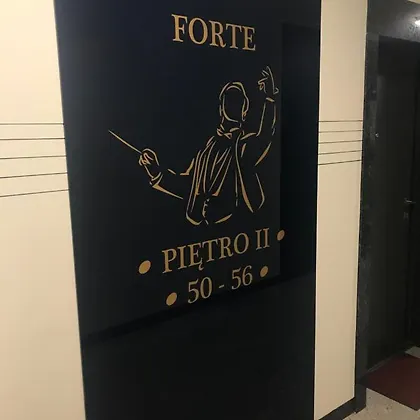 FORTE
• PIĘTRO II •
• 50 - 56 •